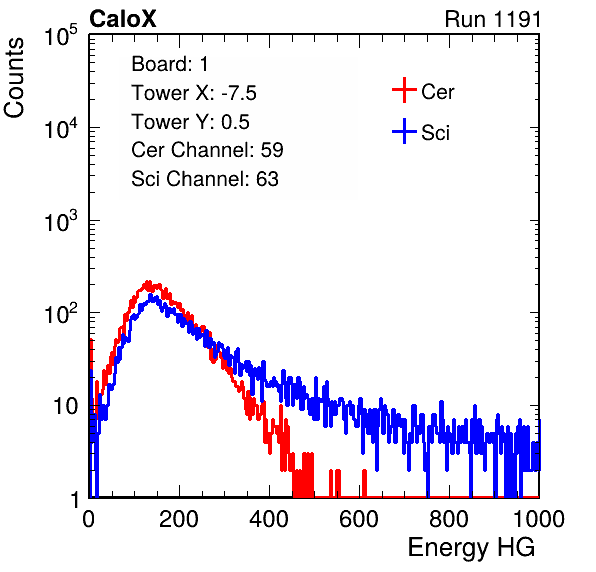 CaloX Run 1191
Counts
10^5
10^4
10^3
10^2
10
1
Board: 1
Tower X: -7.5
Tower Y: 0.5
Cer Channel: 59
Sci Channel: 63
Cer
Sci
0 200 400 600 800 1000
Energy HG